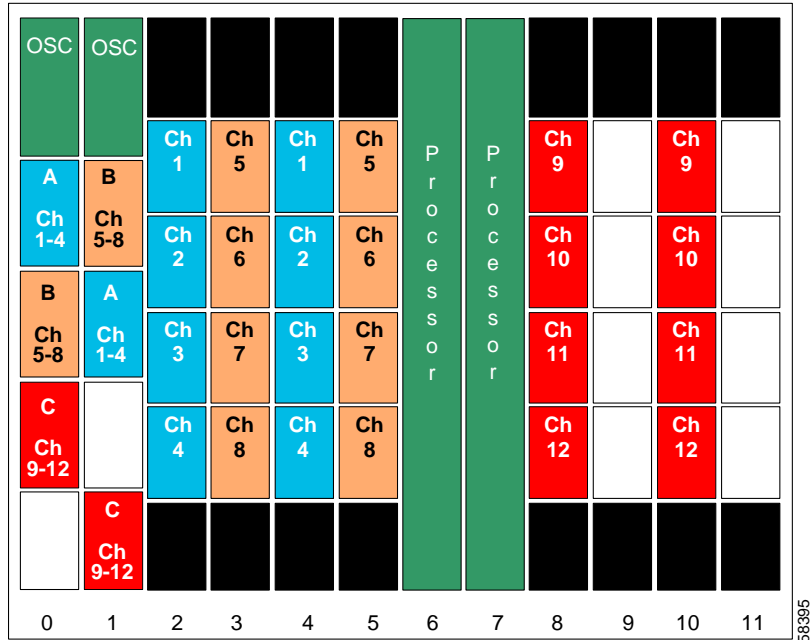 OSC
OSC
A
Ch
1-4
B
Ch
5-8
B
Ch
5-8
A
Ch
1-4
C
Ch
9-12
C
Ch
9-12
Ch
1
Ch
2
Ch
3
Ch
4
Ch
5
Ch
6
Ch
7
Ch
8
Ch
1
Ch
2
Ch
3
Ch
4
Ch
5
Ch
6
Ch
7
Ch
8
Processor
Processor
Ch
9
Ch
10
Ch
11
Ch
12
Ch
9
Ch
10
Ch
11
Ch
12
0 1 2 3 4 5 6 7 8 9 10 11
58395